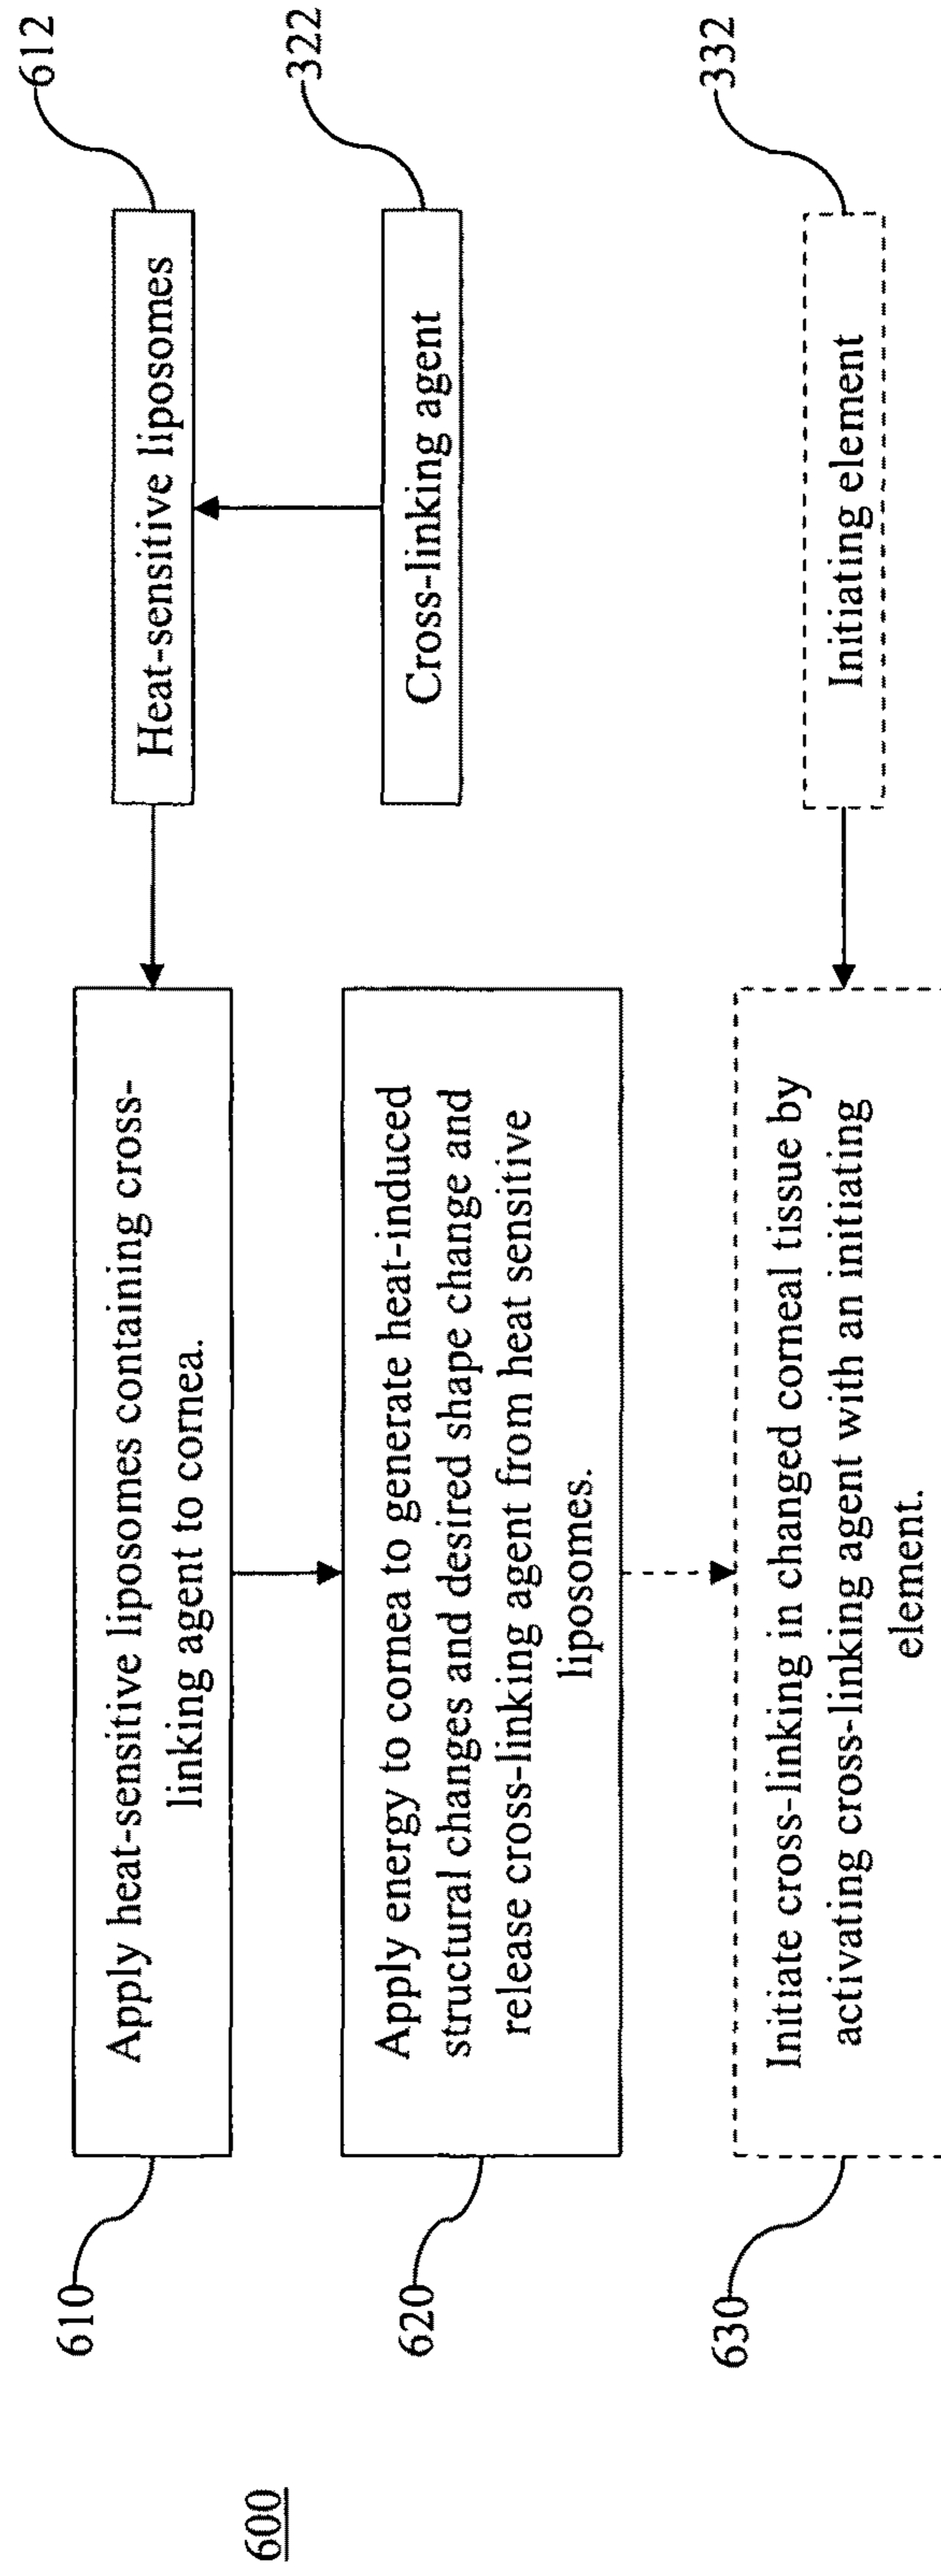 600
610
Apply heat-sensitive liposomes containing cross-
linking agent to cornea.
Heat-sensitive liposomes
612
620
Apply energy to cornea to generate heat-induced
structural changes and desired shape change and
release cross-linking agent from heat sensitive
liposomes.
Cross-linking agent
322
630
Initiate cross-linking in changed corneal tissue by
activating cross-linking agent with an initiating
element.
Initiating element
332